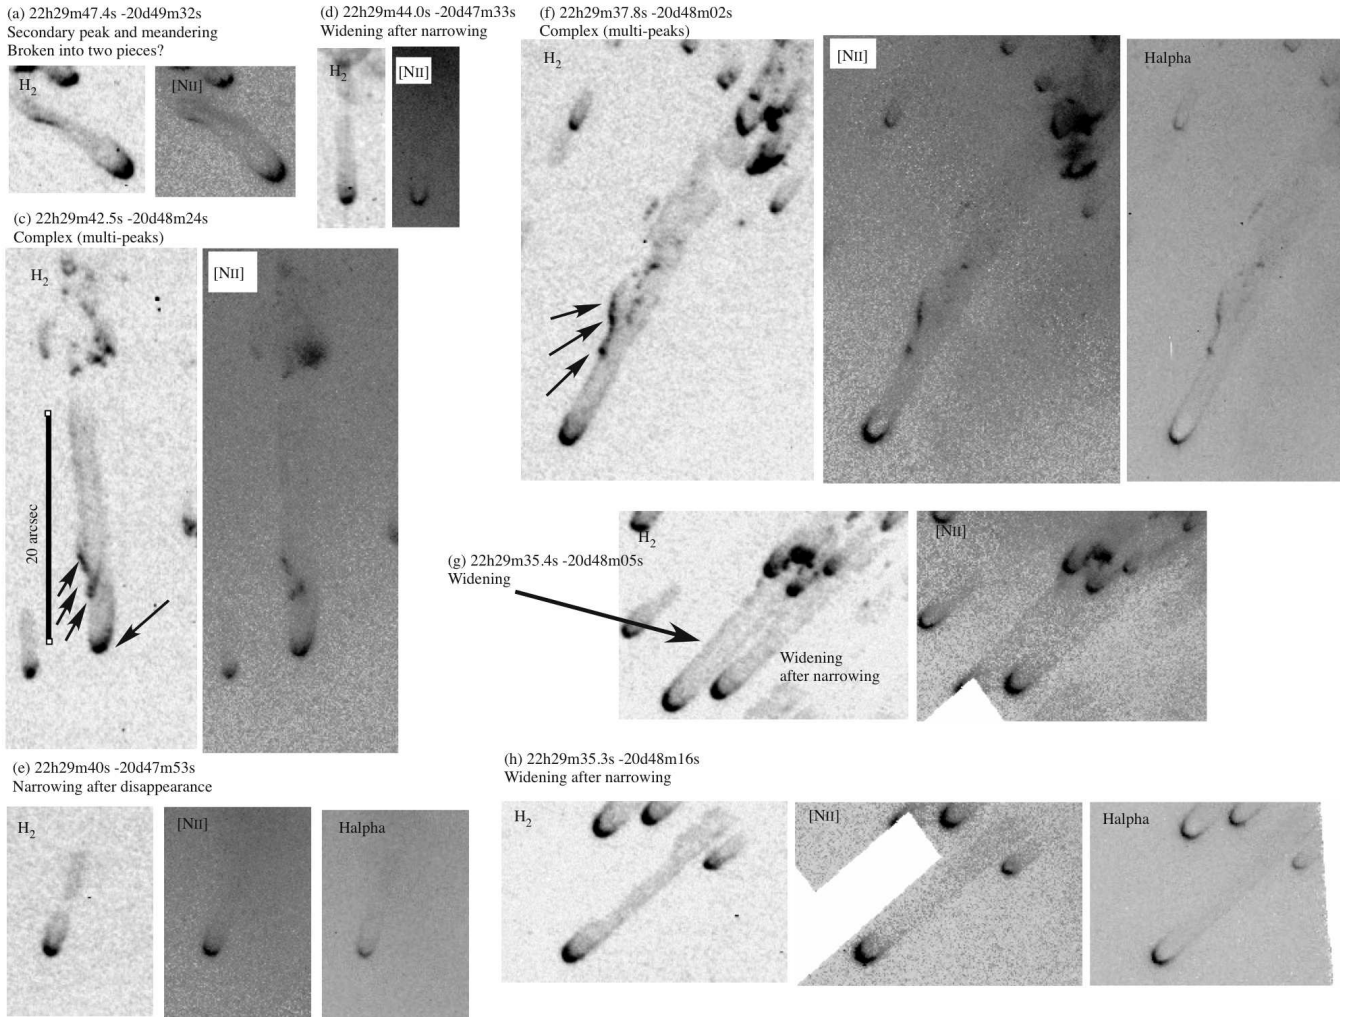 (a) 22h29m47.4s -20d49m32s
Secondary peak and meandering
Broken into two pieces?
H2
[NII]
(d) 22h29m44.0s -20d47m33s
Widening after narrowing
H2
[NII]
(f) 22h29m37.8s -20d48m02s
Complex (multi-peaks)
H2
[NII]
Halpha
(c) 22h29m42.5s -20d48m24s
Complex (multi-peaks)
H2
[NII]
20 arcsec
(g) 22h29m35.4s -20d48m05s
Widening
H2
[NII]
Widening
after narrowing
(e) 22h29m40s -20d47m53s
Narrowing after disappearance
H2
[NII]
Halpha
(h) 22h29m35.3s -20d48m16s
Widening after narrowing
H2
[NII]
Halpha